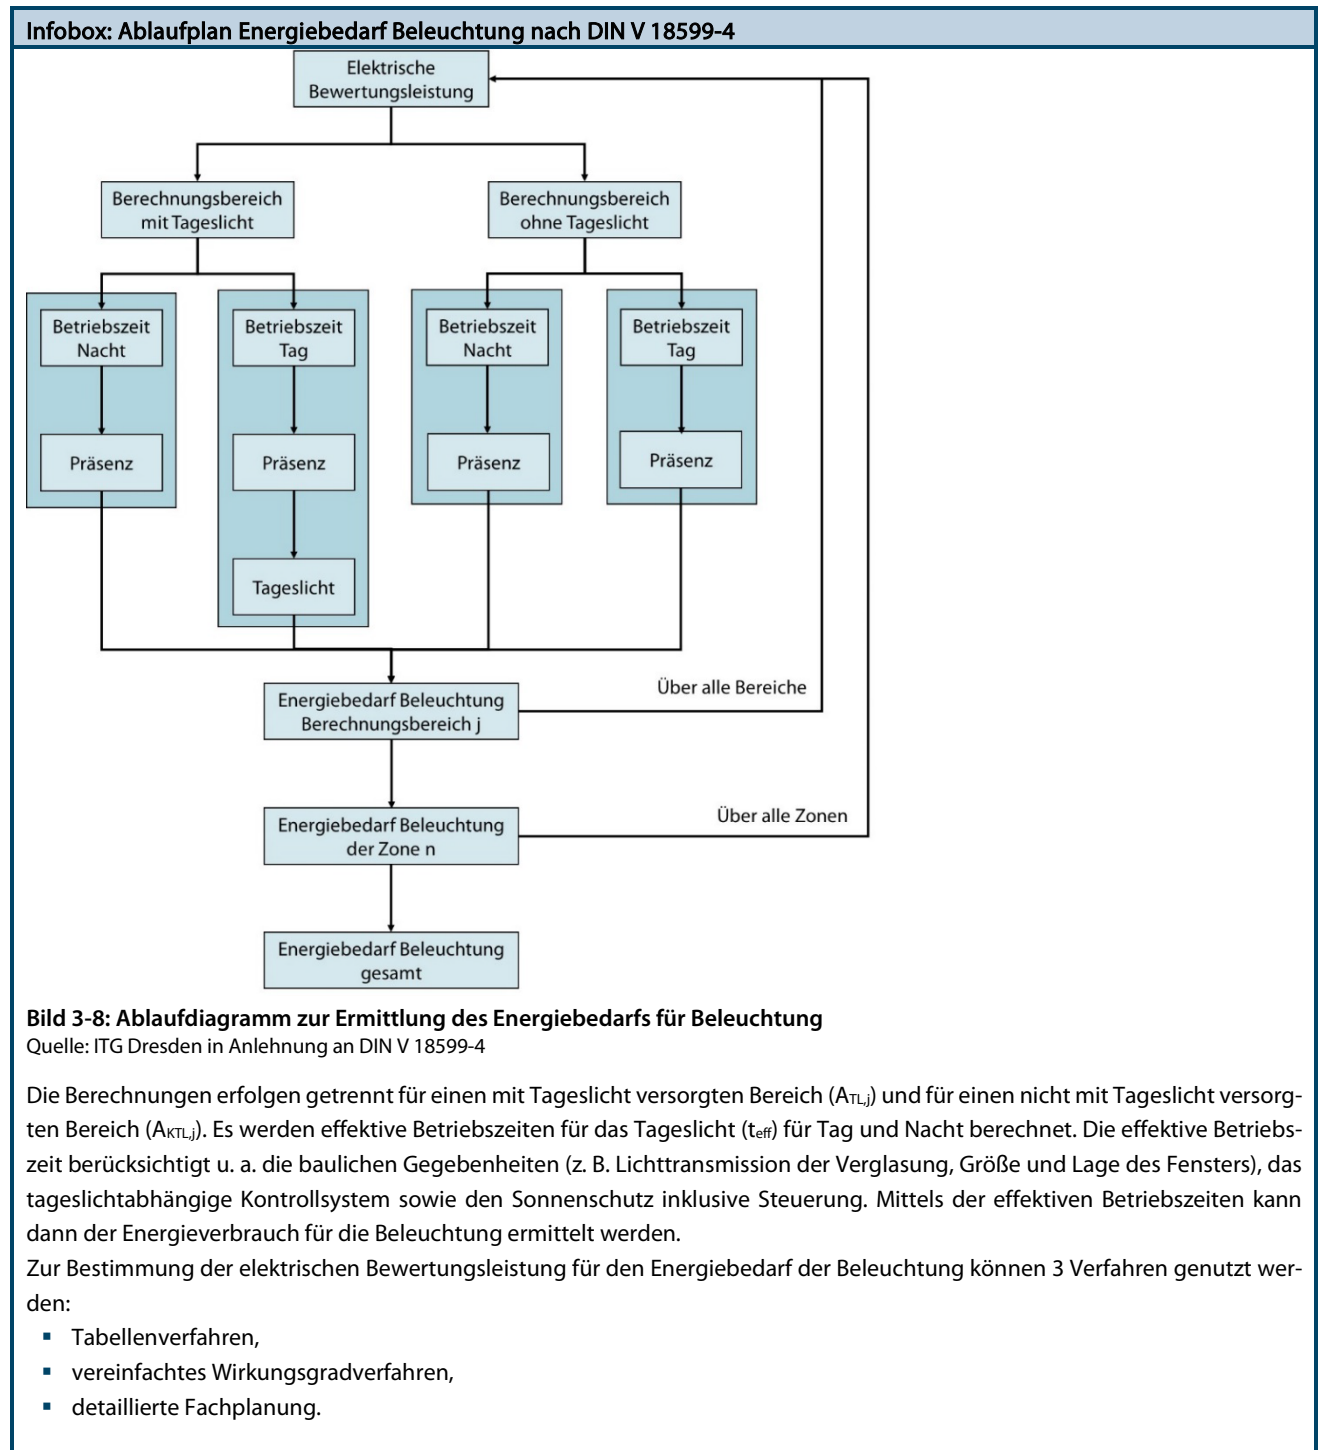 Infobox: Ablaufplan Energiebedarf Beleuchtung nach DIN V 18599-4
Elektrische
Bewertungsleistung
Berechnungsbereich
mit Tageslicht
Berechnungsbereich
ohne Tageslicht
Betriebszeit
Nacht
Betriebszeit
Tag
Betriebszeit
Nacht
Betriebszeit
Tag
Präsenz
Präsenz
Präsenz
Präsenz
Tageslicht
Über alle Bereiche
Energiebedarf Beleuchtung
Berechnungsbereich j
Über alle Zonen
Energiebedarf Beleuchtung
der Zone n
Energiebedarf Beleuchtung
gesamt
Bild 3-8: Ablaufdiagramm zur Ermittlung des Energiebedarfs für Beleuchtung
Quelle: ITG Dresden in Anlehnung an DIN V 18599-4
Die Berechnungen erfolgen getrennt für einen mit Tageslicht versorgten Bereich (ATL,j) und für einen nicht mit Tageslicht versorg-
ten Bereich (AKTL,j). Es werden effektive Betriebszeiten für das Tageslicht (teff) für Tag und Nacht berechnet. Die effektive Betriebs-
zeit berücksichtigt u. a. die baulichen Gegebenheiten (z. B. Lichttransmission der Verglasung, Größe und Lage des Fensters), das
tageslichtabhängige Kontrollsystem sowie den Sonnenschutz inklusive Steuerung. Mittels der effektiven Betriebszeiten kann
dann der Energieverbrauch für die Beleuchtung ermittelt werden.
Zur Bestimmung der elektrischen Bewertungsleistung für den Energiebedarf der Beleuchtung können 3 Verfahren genutzt wer-
den:
▪ Tabellenverfahren,
▪ vereinfachtes Wirkungsgradverfahren,
▪ detaillierte Fachplanung.